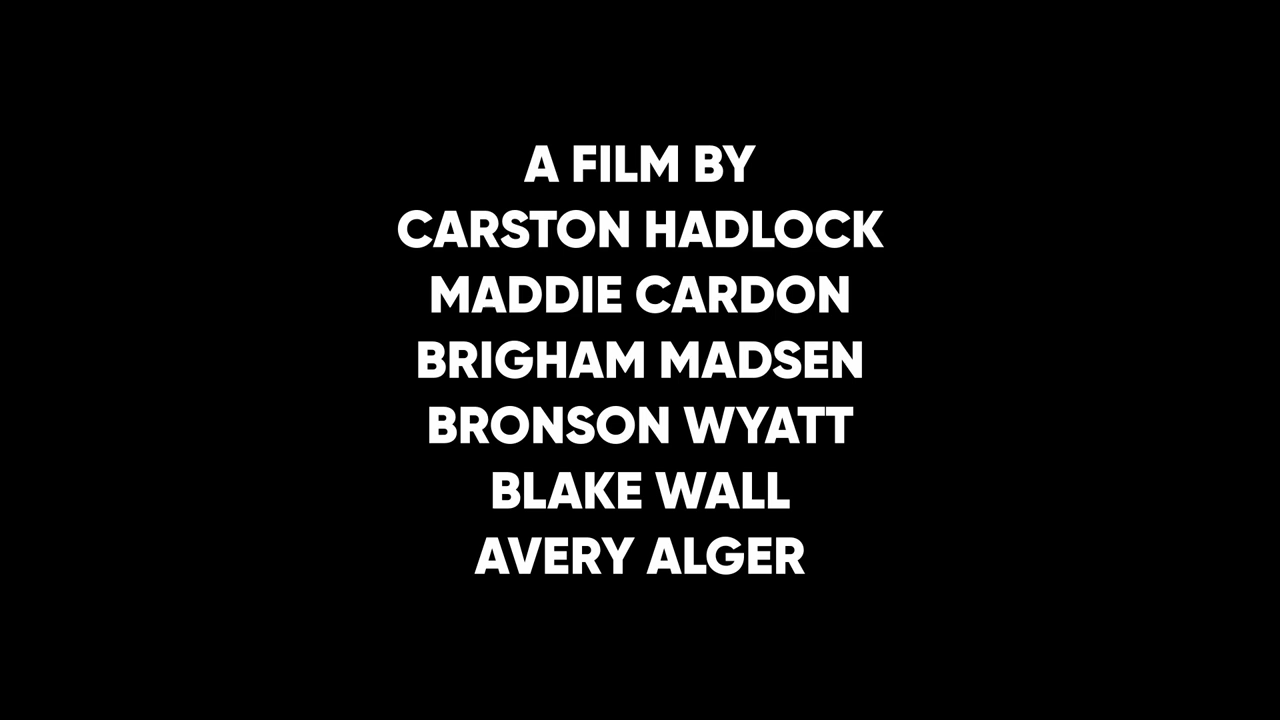 A FILM BY
CARSTON HADLOCK
MADDIE CARDON
BRIGHAM MADSEN
BRONSON WYATT
BLAKE WALL
AVERY ALGER